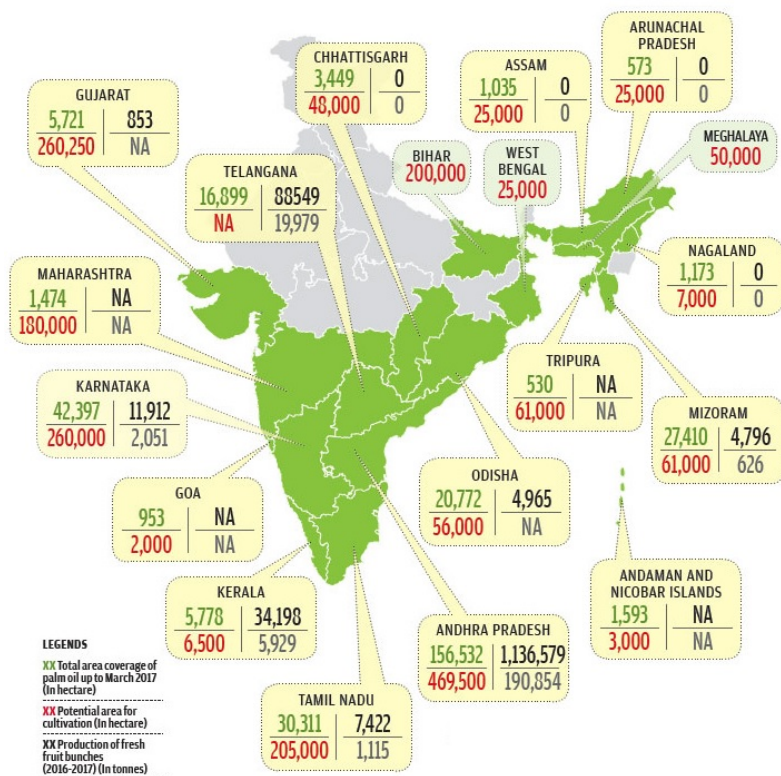 CHHATTISGARH
3,449 0
48,000 0
ASSAM
1,035 0
25,000 0
ARUNACHAL
PRADESH
573 0
25,000 0
GUJARAT
5,721 853
260,250 NA
TELANGANA
16,899 88549
NA 19,979
BIHAR
200,000
WEST
BENGAL
25,000
MEGHALAYA
50,000
NAGALAND
1,173 0
7,000 0
MAHARASHTRA
1,474 NA
180,000 NA
TRIPURA
530 NA
61,000 NA
KARNATAKA
42,397 11,912
260,000 2,051
MIZORAM
27,410 4,796
61,000 626
GOA
953 NA
2,000 NA
ODISHA
20,772 4,965
56,000 NA
KERALA
5,778 34,198
6,500 5,929
ANDAMAN AND
NICOBAR ISLANDS
1,593 NA
3,000 NA
ANDHRA PRADESH
156,532 1,136,579
469,500 190,854
TAMIL NADU
30,311 7,422
205,000 1,115
LEGENDS
XX Total area coverage of
palm oil up to March 2017
(In hectare)
XX Potential area for
cultivation (In hectare)
XX Production of fresh
fruit bunches
(2016-2017) (In tonnes)